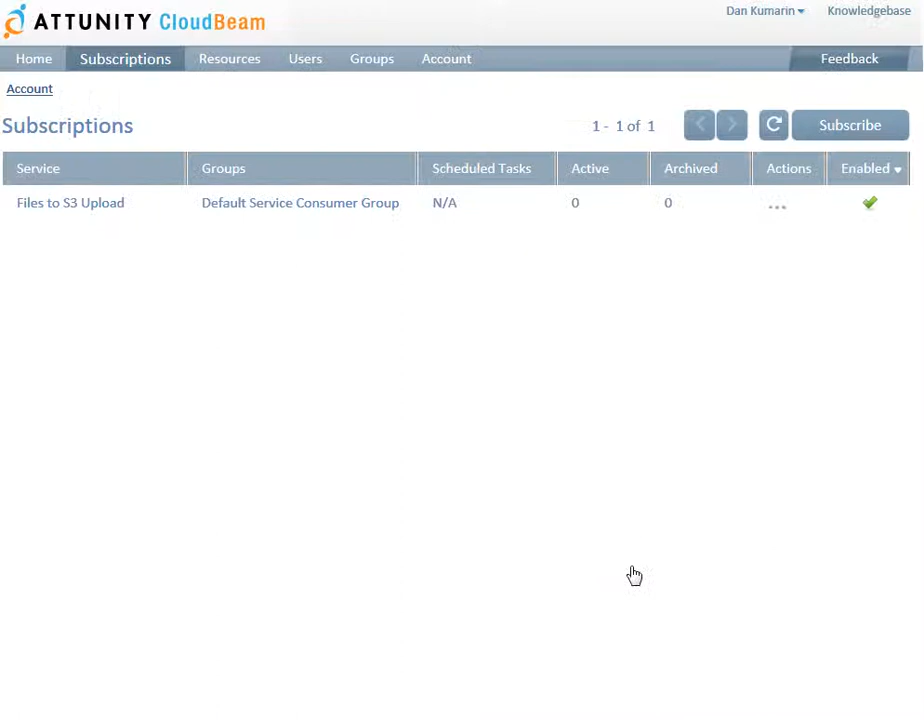 ATTUNITY CloudBeam
Dan Kumarin Knowledgebase
Home Subscriptions Resources Users Groups Account Feedback
Account
Subscriptions 1 - 1 of 1 Subscribe
Service Groups Scheduled Tasks Active Archived Actions Enabled
Files to S3 Upload Default Service Consumer Group N/A 0 0 ...